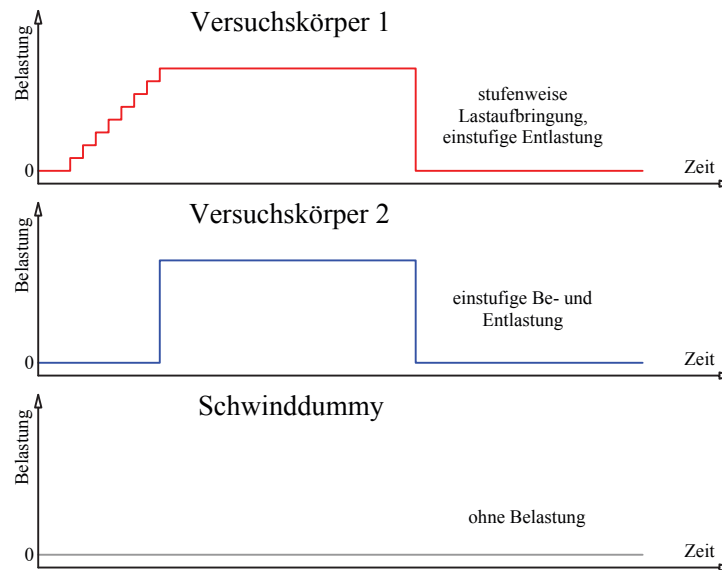 Versuchskörper 1
Belastung
stufenweise
Lastaufbringung,
einstufige Entlastung
0
Zeit
Versuchskörper 2
Belastung
einstufige Be- und
Entlastung
0
Zeit
Schwinddummy
Belastung
ohne Belastung
0
Zeit